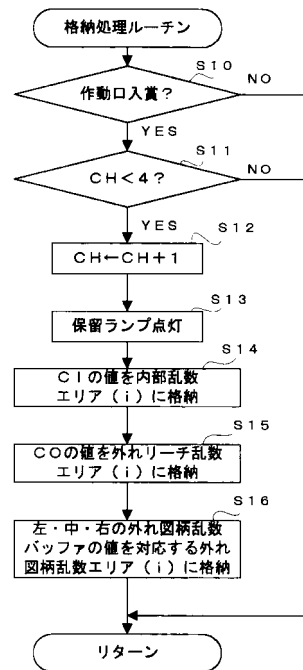 格納処理ルーチン
S10
作動口入賞?
NO
YES
S11
CH<4?
NO
YES
S12
CH←CH+1
S13
保留ランプ点灯
S14
CIの値を内部乱数
エリア(i)に格納
S15
COの値を外れリーチ乱数
エリア(i)に格納
S16
左・中・右の外れ図柄乱数
バッファの値を対応する外れ
図柄乱数エリア(i)に格納
リターン